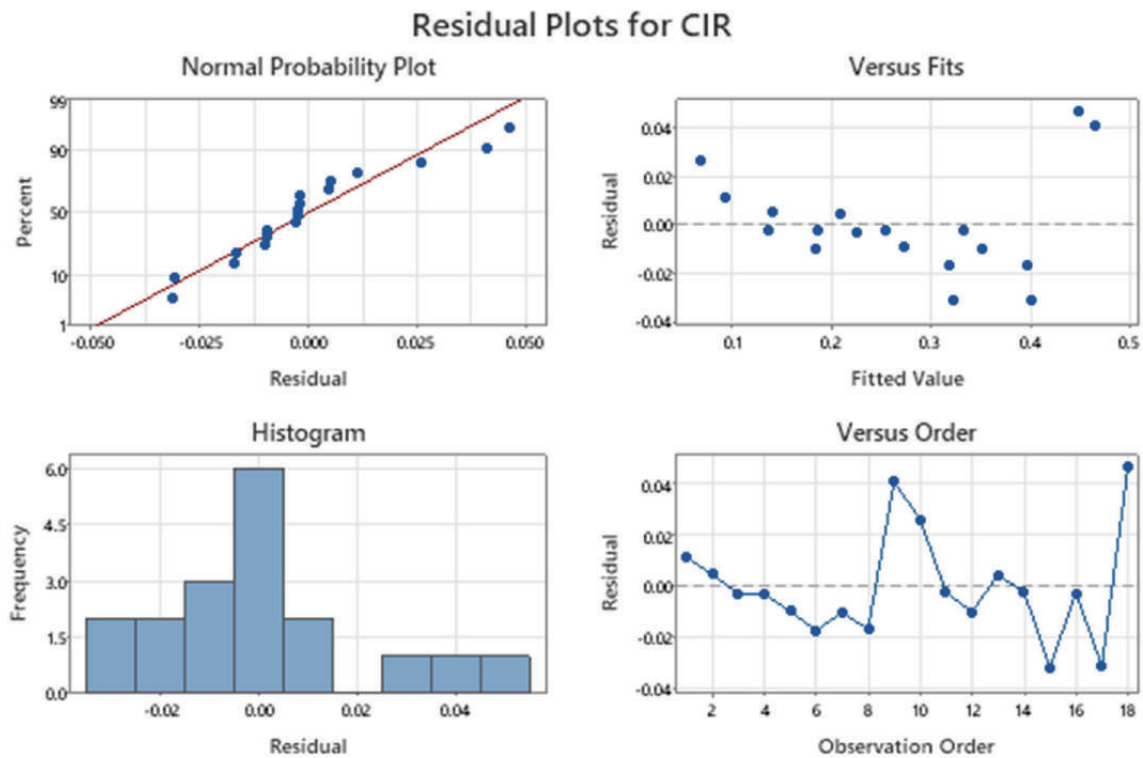 Residual Plots for CIR
Normal Probability Plot
Percent
99
90
50
10
1
-0.050 -0.025 0.000 0.025 0.050
Residual
Versus Fits
Residual
0.04
0.02
0.00
-0.02
-0.04
0.1 0.2 0.3 0.4 0.5
Fitted Value
Histogram
Frequency
6.0
4.5
3.0
1.5
0.0
-0.02 0.00 0.02 0.04
Residual
Versus Order
Residual
0.04
0.02
0.00
-0.02
-0.04
2 4 6 8 10 12 14 16 18
Observation Order